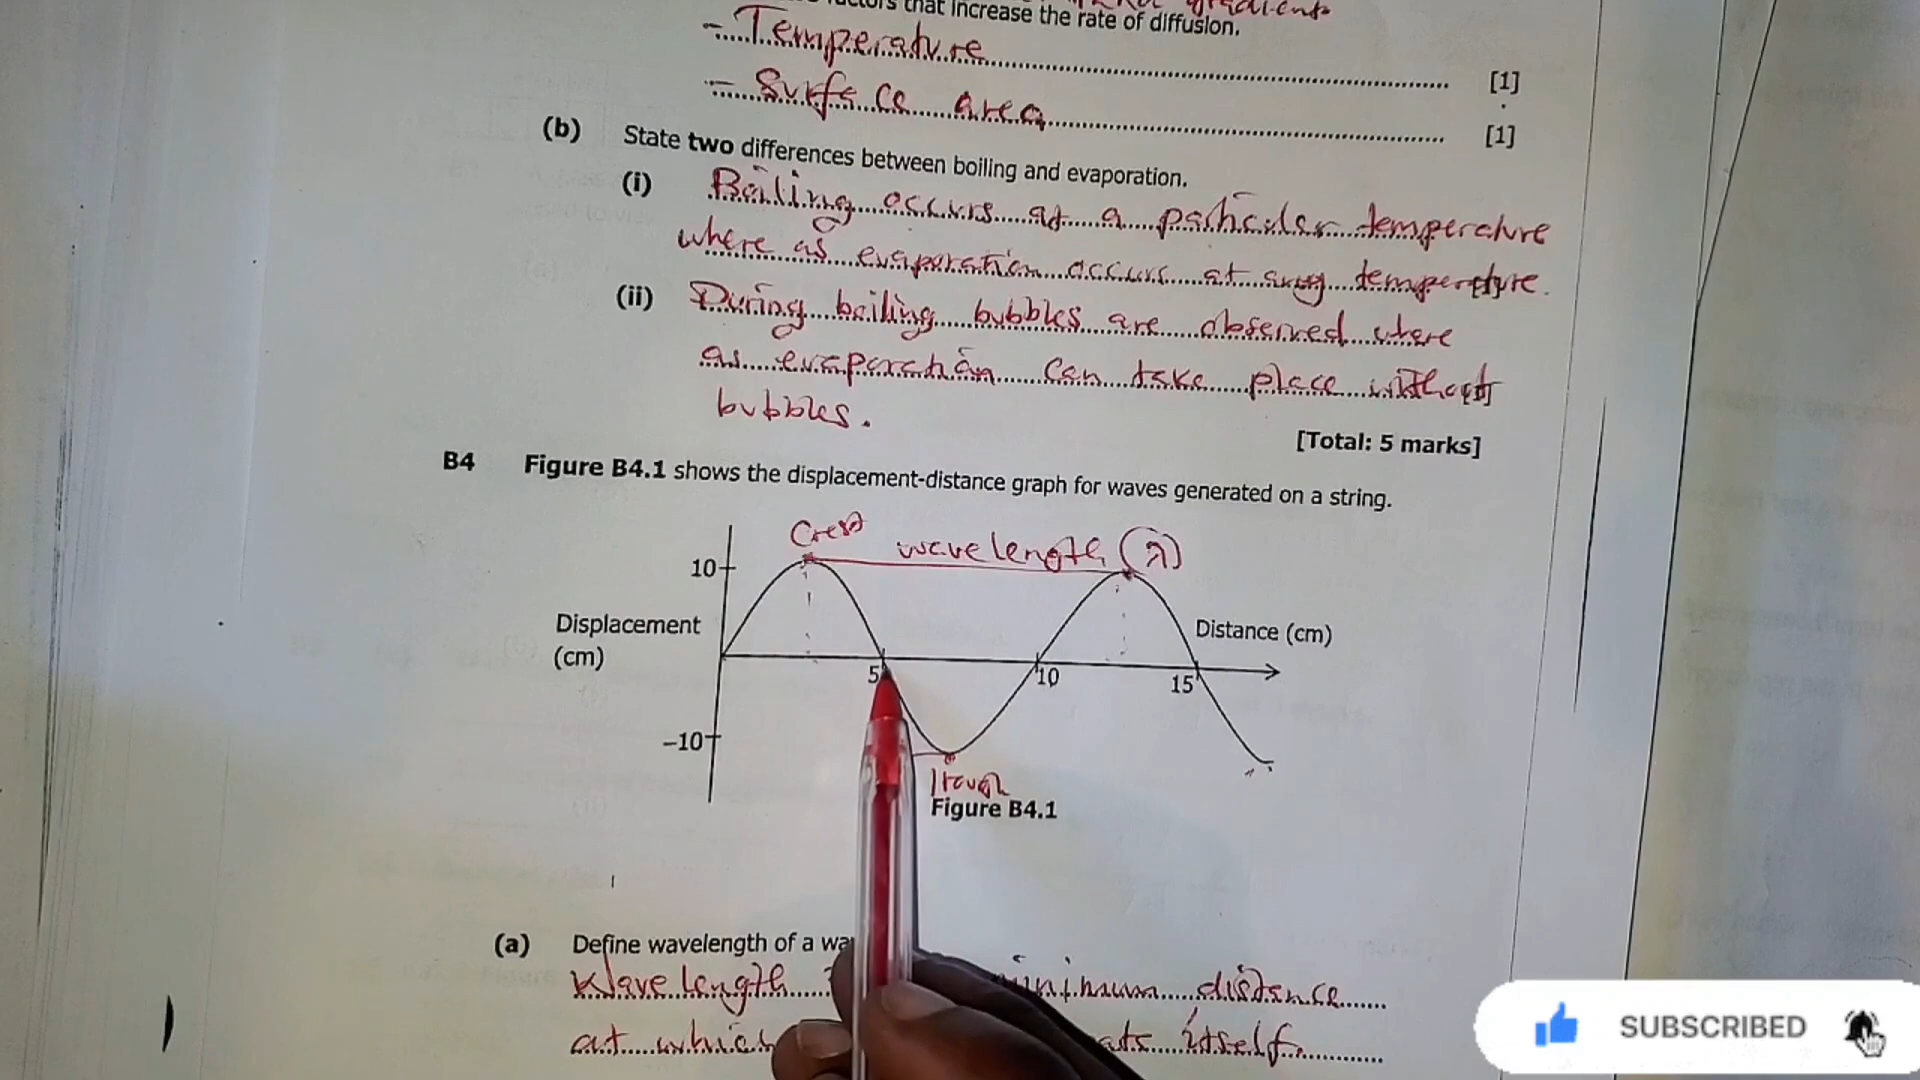 gradients
factors that increase the rate of diffusion.
- Temperature [1]
- Surface area [1]
(b) State two differences between boiling and evaporation.
(i) Boiling occurs at a particular temperature
where as evaporation occurs at any temperature.
(ii) During boiling bubbles are observed where
as evaporation can take place without
bubbles.
[Total: 5 marks]
B4 Figure B4.1 shows the displacement-distance graph for waves generated on a string.
Crest wavelength (λ)
10
Displacement
(cm)
Distance (cm)
5 10 15
-10
Trough
Figure B4.1
(a) Define wavelength of a wa
Wavelength minimum distance
at which itself.
SUBSCRIBED